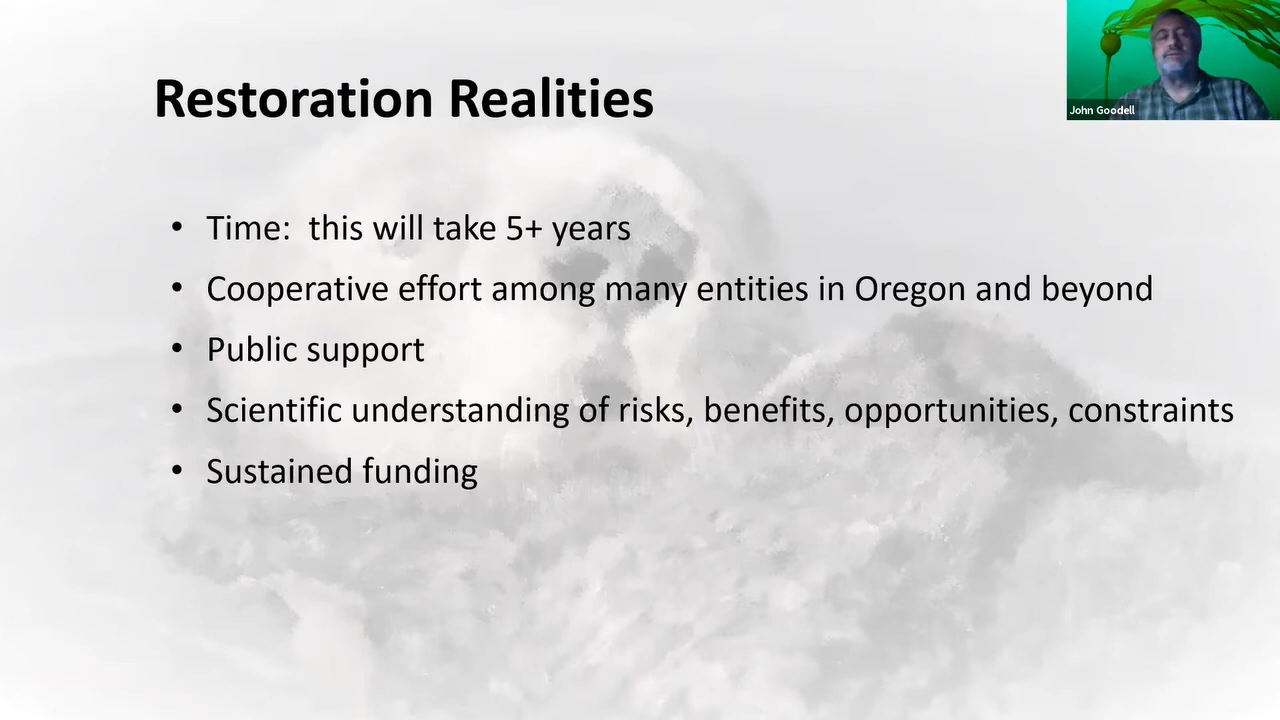 Restoration Realities
John Goodell
• Time:  this will take 5+ years
• Cooperative effort among many entities in Oregon and beyond
• Public support
• Scientific understanding of risks, benefits, opportunities, constraints
• Sustained funding